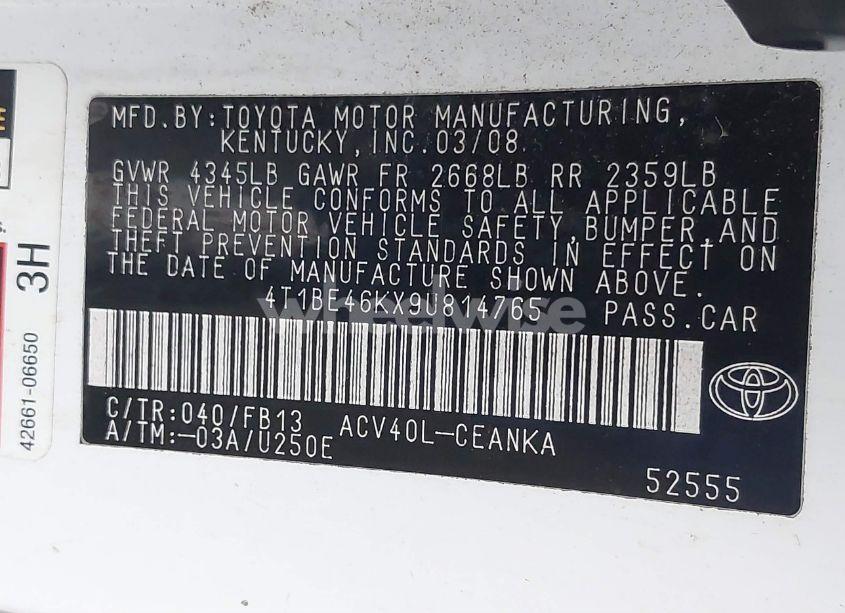 MFD.BY:TOYOTA MOTOR MANUFACTURING,
KENTUCKY,INC.03/08
GVWR 4345LB GAWR FR 2668LB RR 2359LB
THIS VEHICLE CONFORMS TO ALL APPLICABLE
FEDERAL MOTOR VEHICLE SAFETY,BUMPER,AND
THEFT PREVENTION STANDARDS IN EFFECT ON
THE DATE OF MANUFACTURE SHOWN ABOVE.
4T1BE46KX9U814765 PASS.CAR
wheelwise
C/TR:040/FB13 ACV40L-CEANKA
A/TM:-03A/U250E
52555
3H
42661-06650